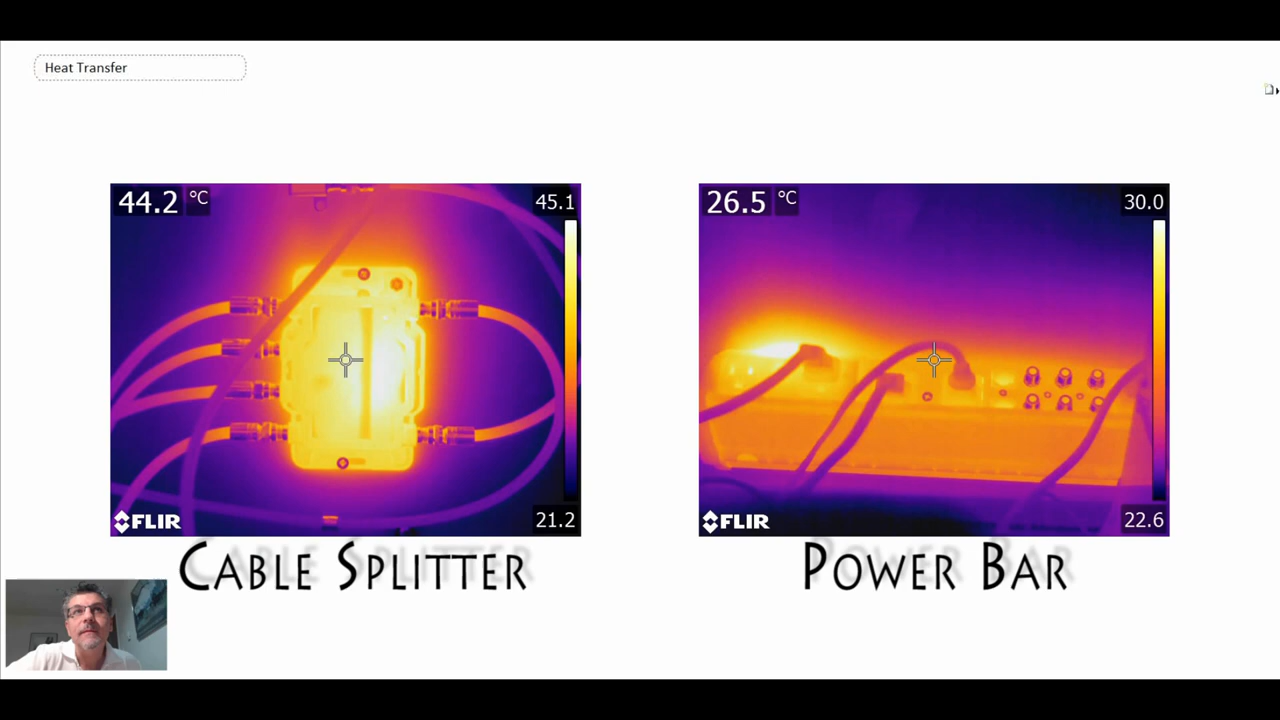 Heat Transfer
44.2 °C
45.1
FLIR
21.2
26.5 °C
30.0
FLIR
22.6
CABLE SPLITTER
POWER BAR